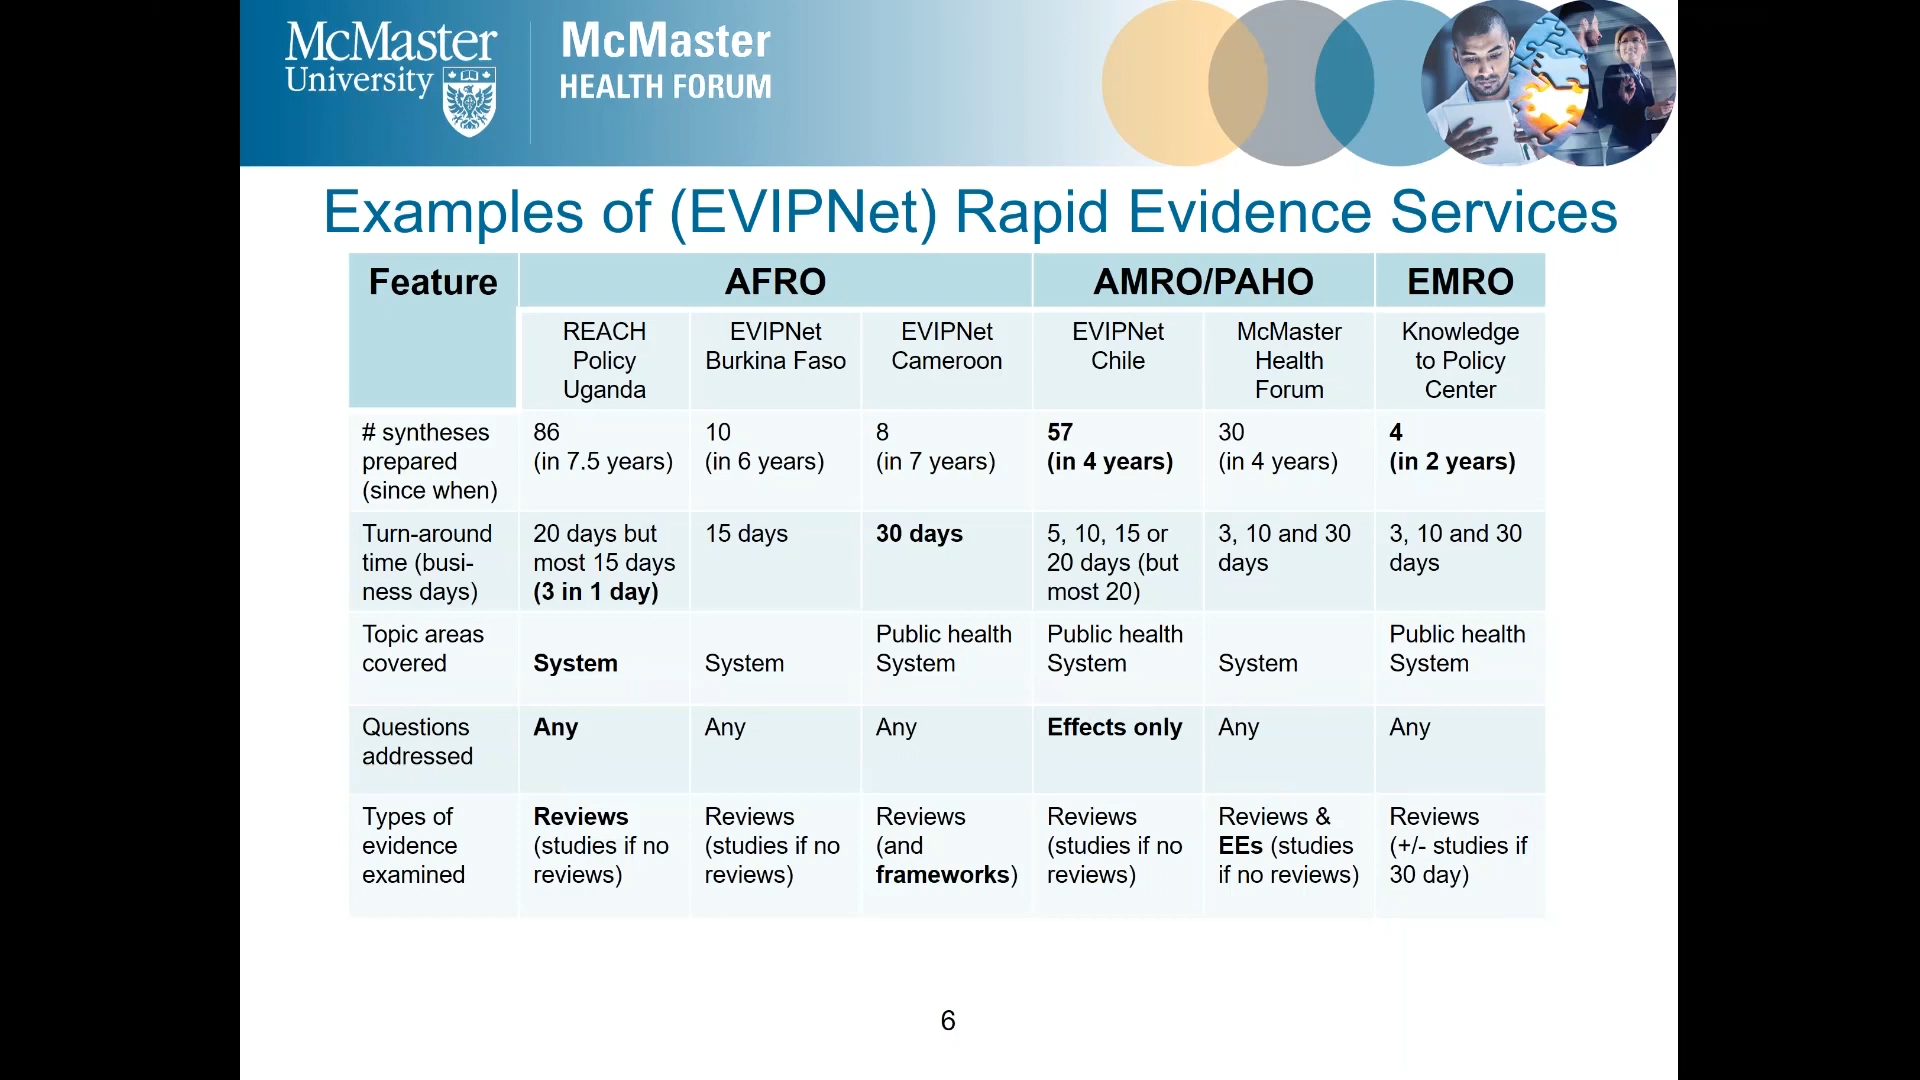 McMaster
University
McMaster
HEALTH FORUM
Examples of (EVIPNet) Rapid Evidence Services
Feature
AFRO
AMRO/PAHO
EMRO
REACH
Policy
Uganda
EVIPNet
Burkina Faso
EVIPNet
Cameroon
EVIPNet
Chile
McMaster
Health
Forum
Knowledge
to Policy
Center
# syntheses
prepared
(since when)
86
(in 7.5 years)
10
(in 6 years)
8
(in 7 years)
57
(in 4 years)
30
(in 4 years)
4
(in 2 years)
Turn-around
time (busi-
ness days)
20 days but
most 15 days
(3 in 1 day)
15 days
30 days
5, 10, 15 or
20 days (but
most 20)
3, 10 and 30
days
3, 10 and 30
days
Topic areas
covered
System
System
Public health
System
Public health
System
System
Public health
System
Questions
addressed
Any
Any
Any
Effects only
Any
Any
Types of
evidence
examined
Reviews
(studies if no
reviews)
Reviews
(studies if no
reviews)
Reviews
(and
frameworks)
Reviews
(studies if no
reviews)
Reviews &
EEs (studies
if no reviews)
Reviews
(+/- studies if
30 day)
6